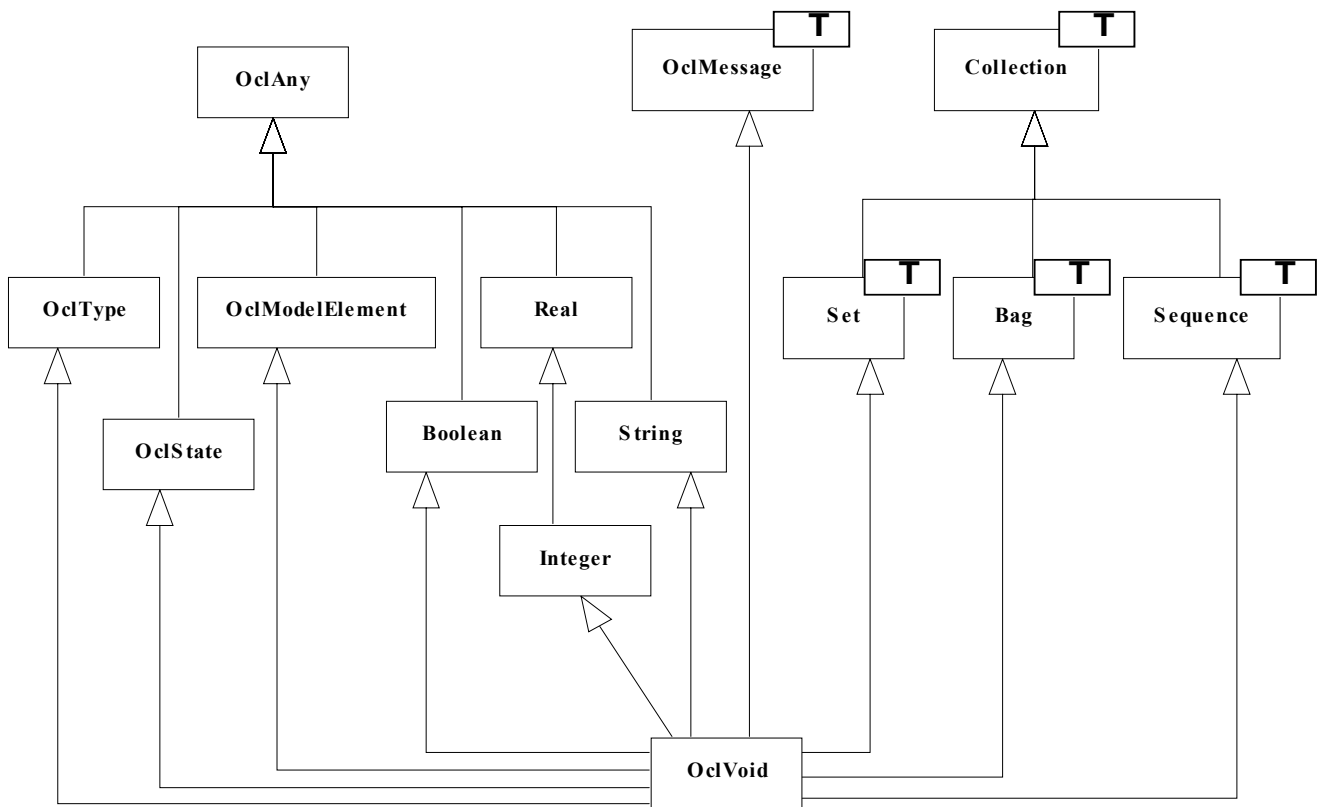 T
T
OclAny
OclMessage
Collection
T
T
T
OclType
OclModelElement
Real
Set
Bag
Sequence
OclState
Boolean
String
Integer
OclVoid